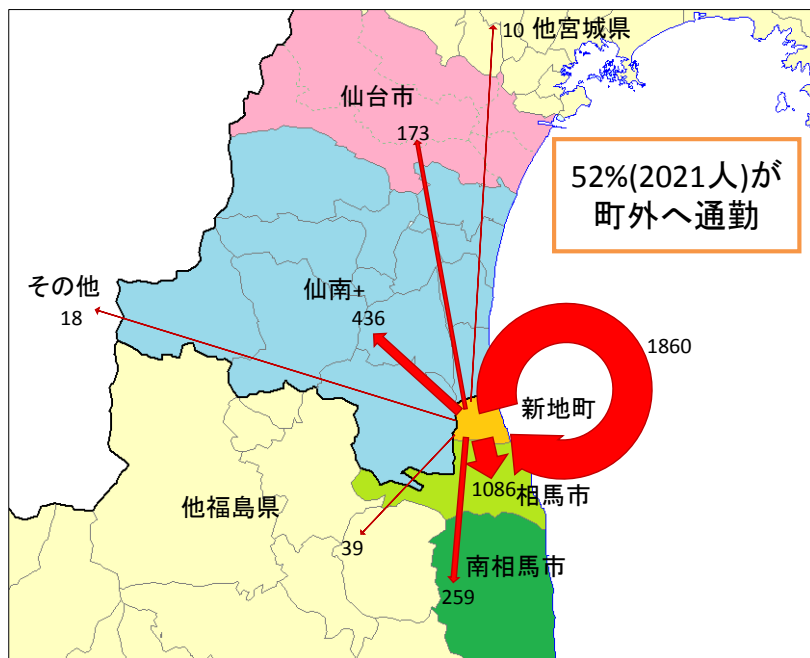 10 他宮城県
仙台市
173
52%(2021人)が
町外へ通勤
その他
18
仙南+
436
1860
新地町
1086 相馬市
他福島県
39
南相馬市
259